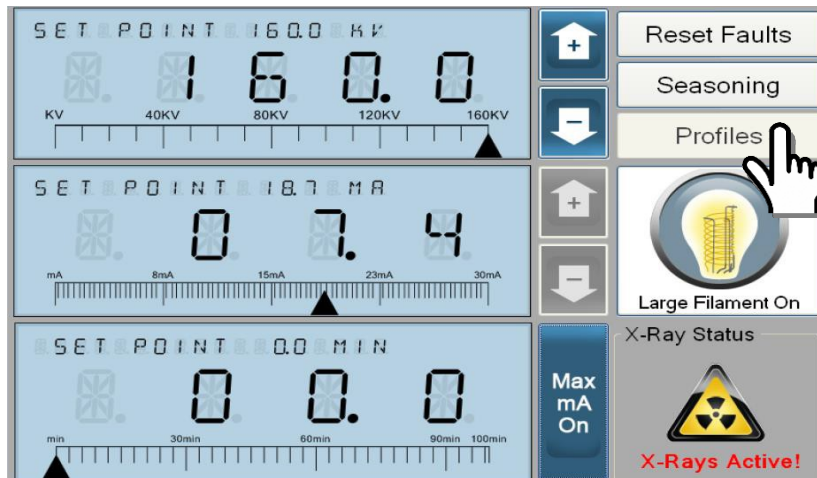 SET POINT 160.0 KV
160.0
KV 40KV 80KV 120KV 160KV
SET POINT 18.7 MA
07.4
mA 8mA 15mA 23mA 30mA
SET POINT 0.0 MIN
00.0
min 30min 60min 90min 100min
+
−
+
−
Max
mA
On
Reset Faults
Seasoning
Profiles
Large Filament On
X-Ray Status
X-Rays Active!